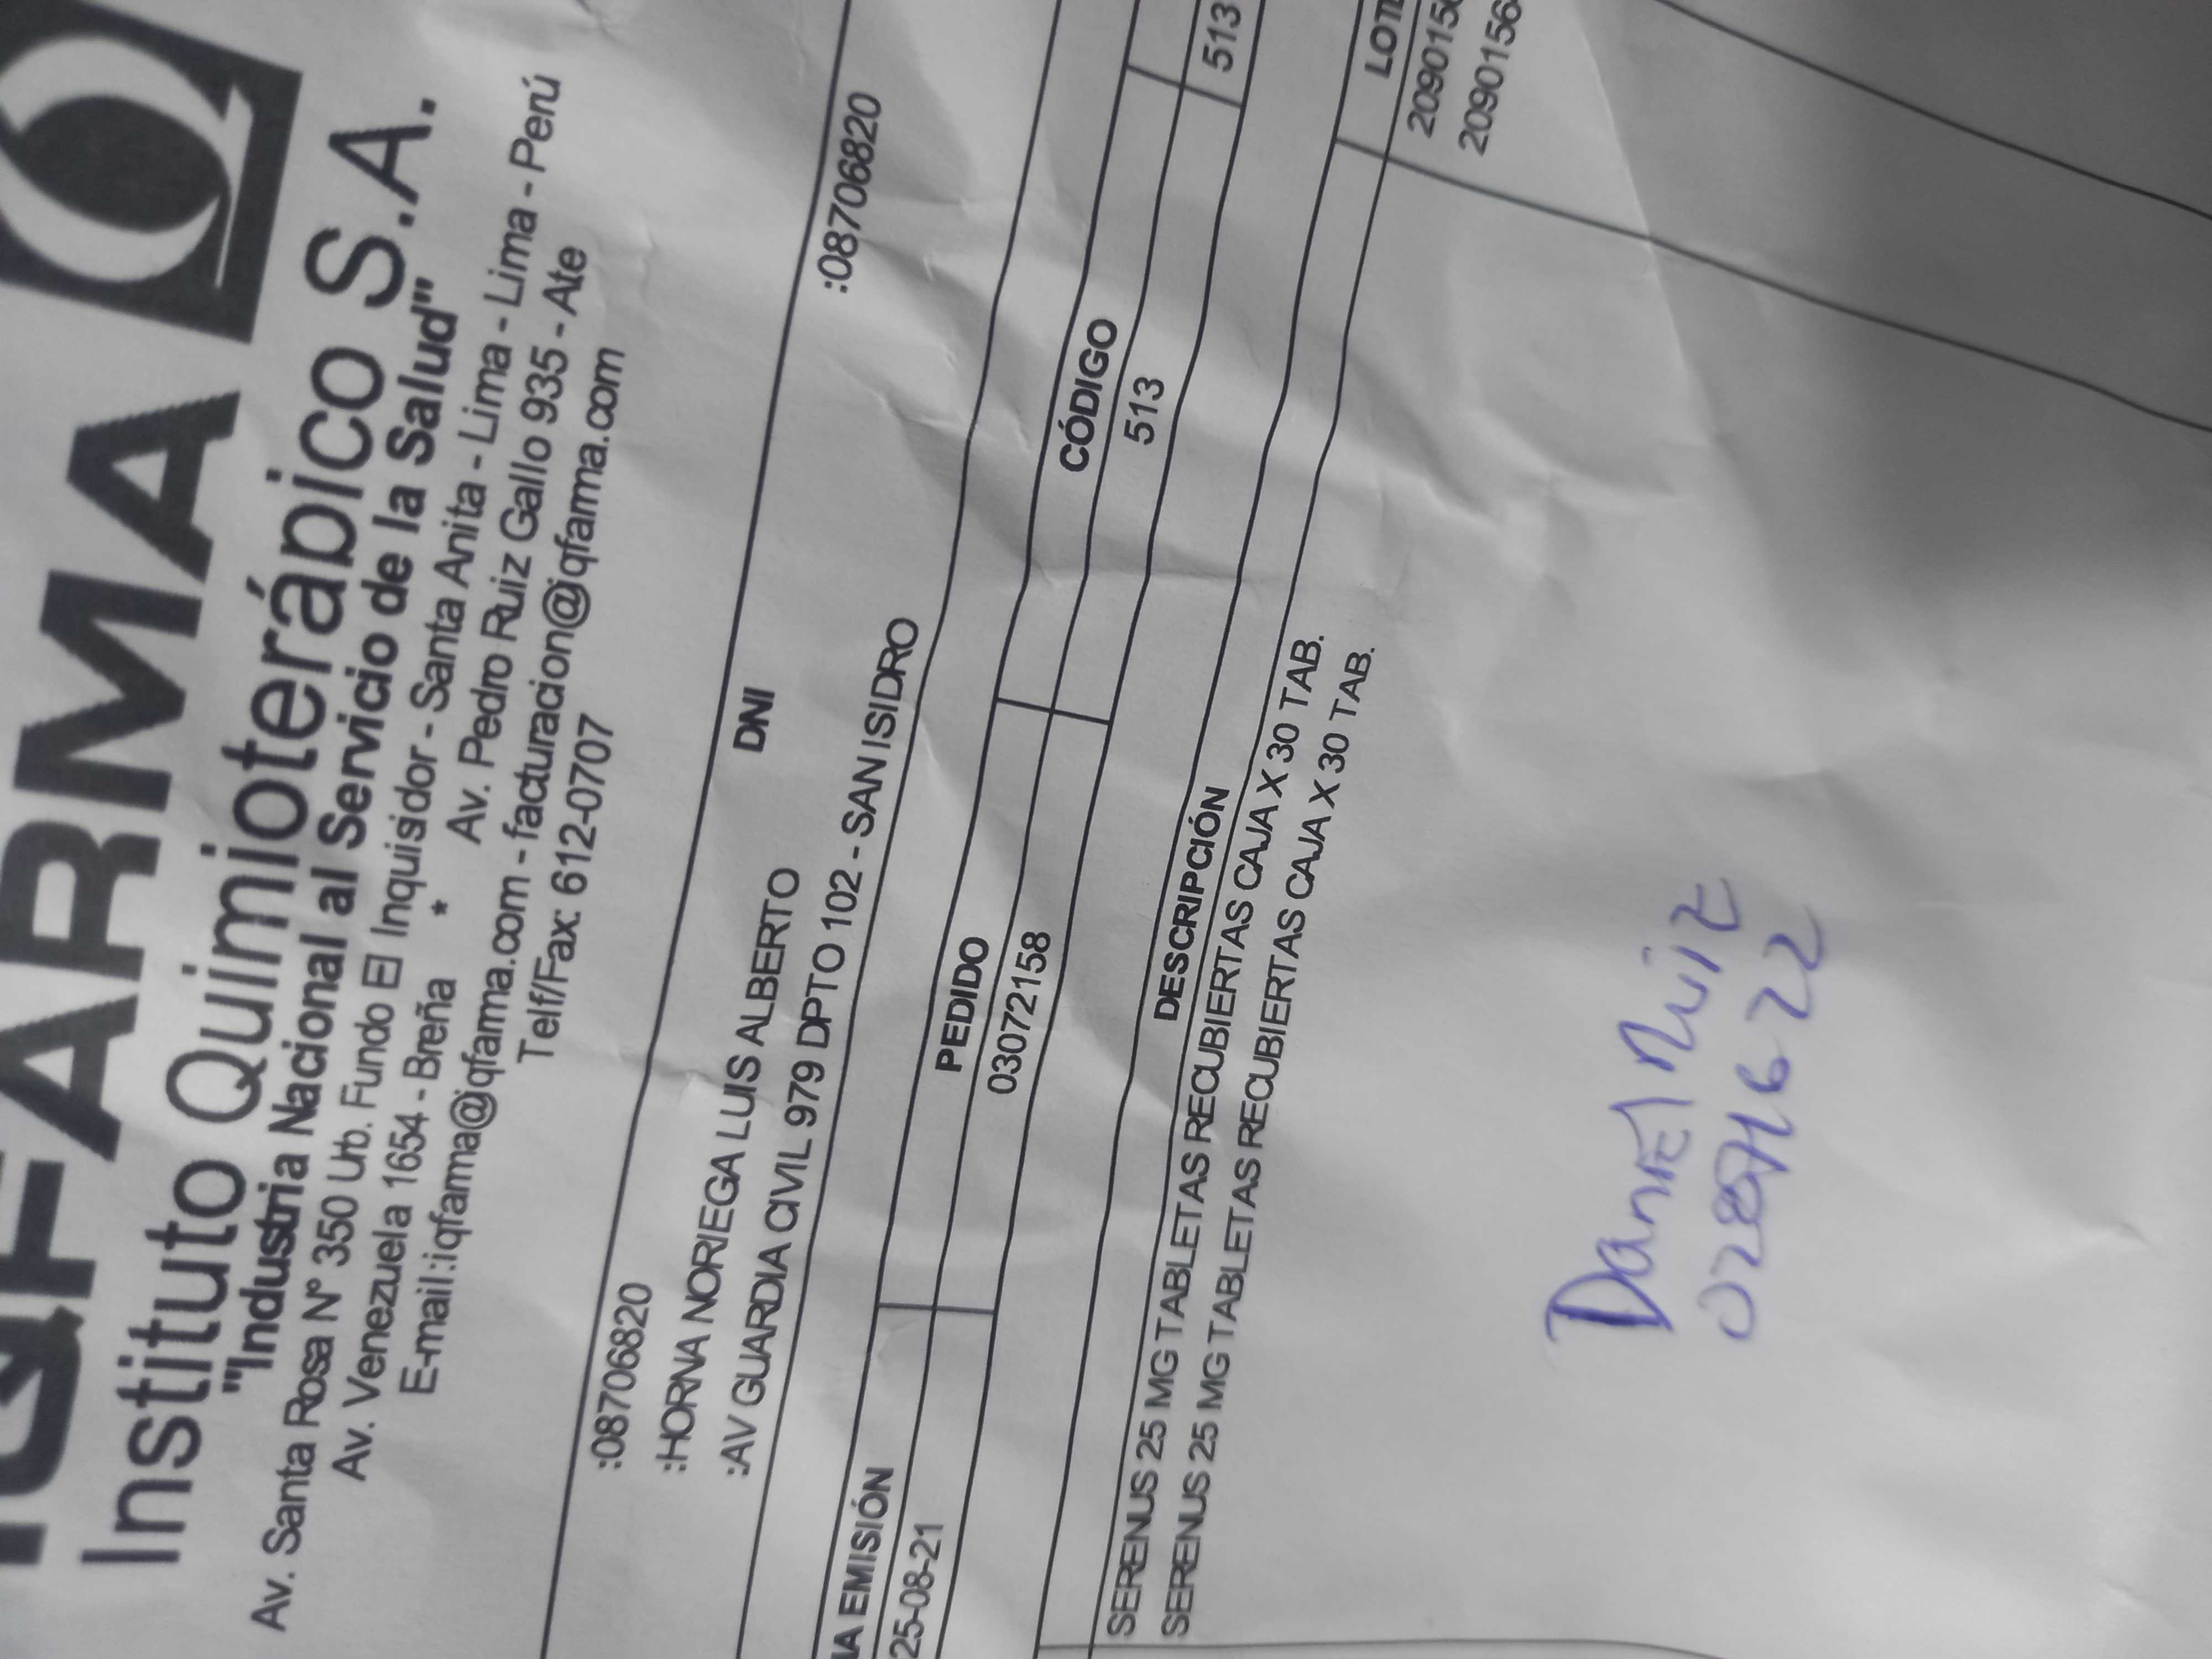 IQFARMA
Instituto Quimioterápico S.A.
"Industria Nacional al Servicio de la Salud"
Av. Santa Rosa N° 350 Urb. Fundo El Inquisidor - Santa Anita - Lima - Lima - Perú
Av. Venezuela 1654 - Breña * Av. Pedro Ruiz Gallo 935 - Ate
E-mail:iqfarma@iqfarma.com - facturacion@iqfarma.com
Telf/Fax: 612-0707
:08706820 DNI :08706820
:HORNA NORIEGA LUIS ALBERTO
:AV GUARDIA CIVIL 979 DPTO 102 - SAN ISIDRO
EMISIÓN PEDIDO CÓDIGO
25-08-21 03072158 513 513
DESCRIPCIÓN
SERENUS 25 MG TABLETAS RECUBIERTAS CAJA X 30 TAB.
SERENUS 25 MG TABLETAS RECUBIERTAS CAJA X 30 TAB.
Daniel Ruiz